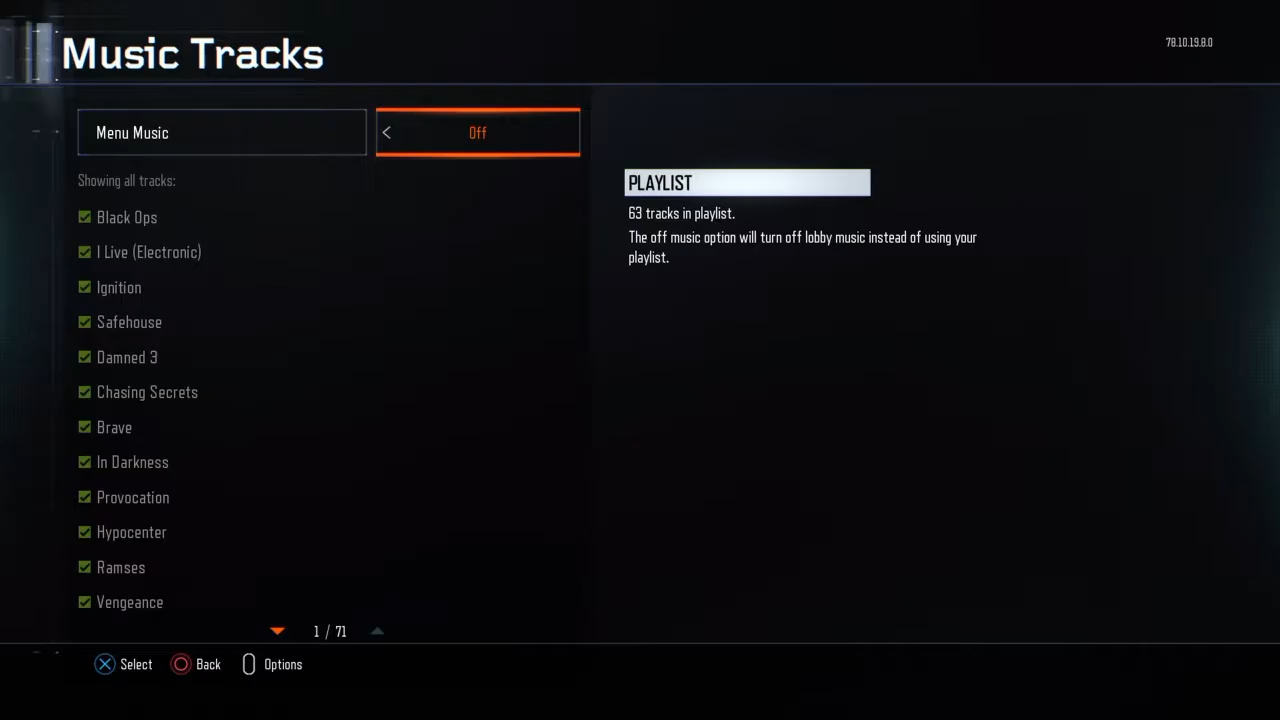 Music Tracks
78.10.19.8.0
Menu Music
< Off
Showing all tracks:
Black Ops
I Live (Electronic)
Ignition
Safehouse
Damned 3
Chasing Secrets
Brave
In Darkness
Provocation
Hypocenter
Ramses
Vengeance
1 / 71
PLAYLIST
63 tracks in playlist.
The off music option will turn off lobby music instead of using your
playlist.
Select
Back
Options